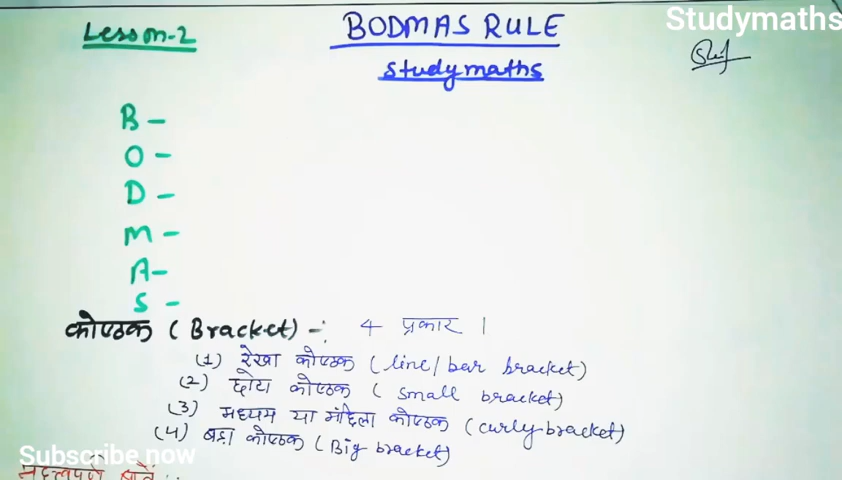 Studymaths
Lesson-2 BODMAS RULE
studymaths
B -
O -
D -
M -
A -
S -
कोष्ठक (Bracket) -: 4 प्रकार ।
(1) रेखा कोष्ठक (line/bar bracket)
(2) छोटा कोष्ठक (small bracket)
(3) मध्यम या मंझिला कोष्ठक (curly bracket)
(4) बड़ा कोष्ठक (Big bracket)
Subscribe now